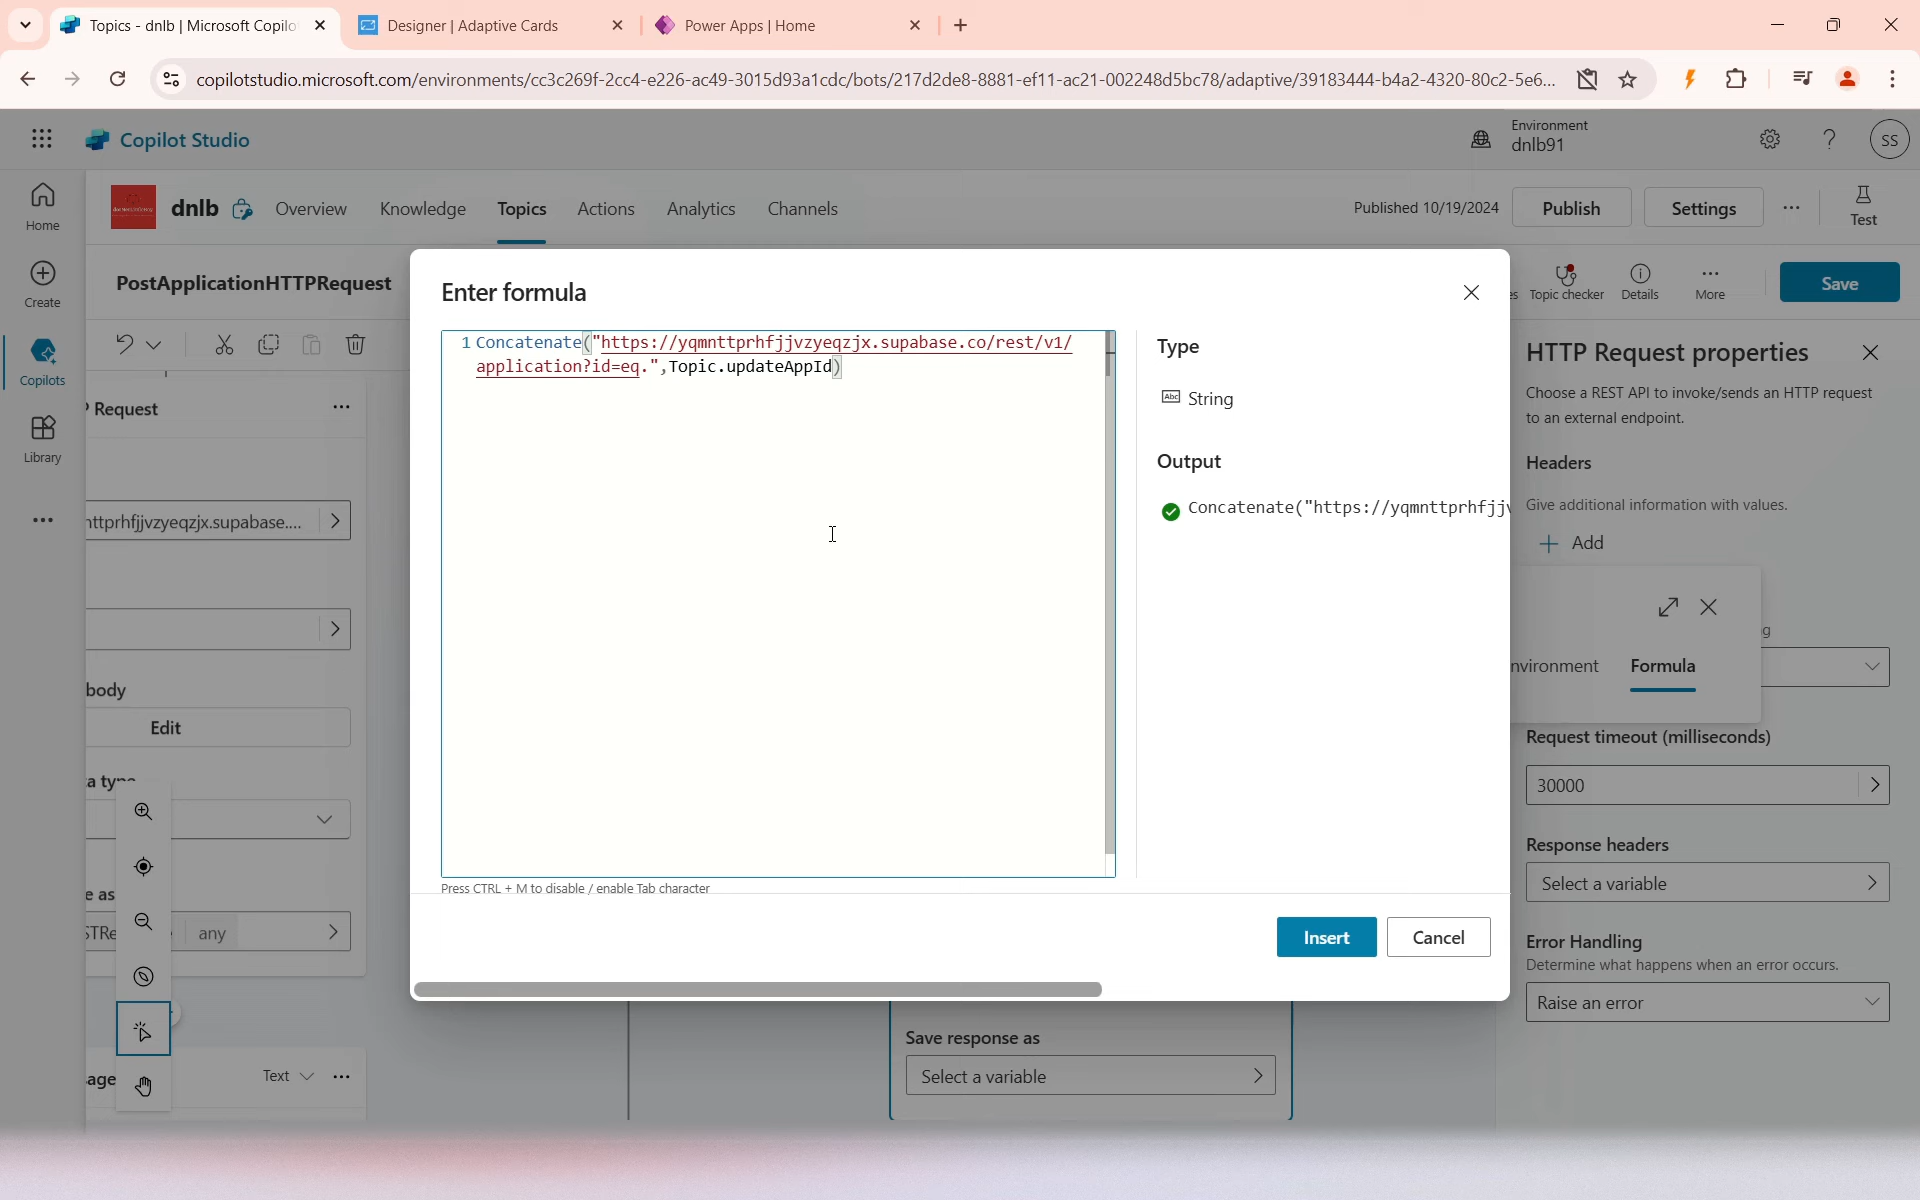 Topics - dnlb | Microsoft Copilo
Designer | Adaptive Cards
Power Apps | Home
copilotstudio.microsoft.com/environments/cc3c269f-2cc4-e226-ac49-3015d93a1cdc/bots/217d2de8-8881-ef11-ac21-002248d5bc78/adaptive/39183444-b4a2-4320-80c2-5e6...
Copilot Studio
Environment
dnlb91
SS
Home
dnlb
Overview
Knowledge
Topics
Actions
Analytics
Channels
Published 10/19/2024
Publish
Settings
...
Test
Create
PostApplicationHTTPRequest
Topic checker
Details
More
Save
Copilots
Library
Request
nttprhfjjvzyeqzjx.supabase....
body
Edit
a type
e as
STRe
any
age
Text
Enter formula
1 Concatenate("https://yqmnttprhfjjvzyeqzjx.supabase.co/rest/v1/
application?id=eq.",Topic.updateAppId)
Press CTRL + M to disable / enable Tab character
Type
Abc String
Output
Concatenate("https://yqmnttprhfjjv
Insert
Cancel
Save response as
Select a variable
HTTP Request properties
Choose a REST API to invoke/sends an HTTP request
to an external endpoint.
Headers
Give additional information with values.
Add
nvironment
Formula
Request timeout (milliseconds)
30000
Response headers
Select a variable
Error Handling
Determine what happens when an error occurs.
Raise an error